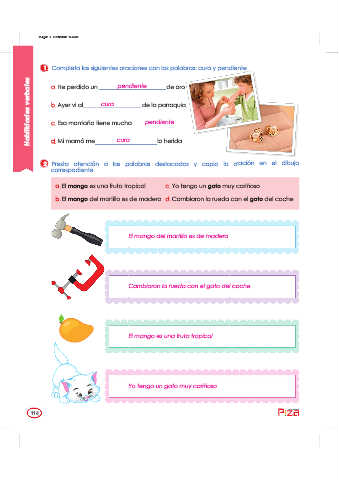 Habilidades verbales
1 Completa las siguientes oraciones con las palabras: cura y pendiente
a. He perdido un pendiente de oro
b. Ayer vi al cura de la parroquia
c. Esa montaña tiene mucha pendiente
d. Mi mamá me cura la herida
2 Presta atención a las palabras destacadas y copia la oración en el dibujo
correspondiente
a. El mango es una fruta tropical c. Yo tengo un gato muy cariñoso
b. El mango del martillo es de madera d. Cambiaron la rueda con el gato del coche
El mango del martillo es de madera
Cambiaron la rueda con el gato del coche
El mango es una fruta tropical
Yo tengo un gato muy cariñoso
114